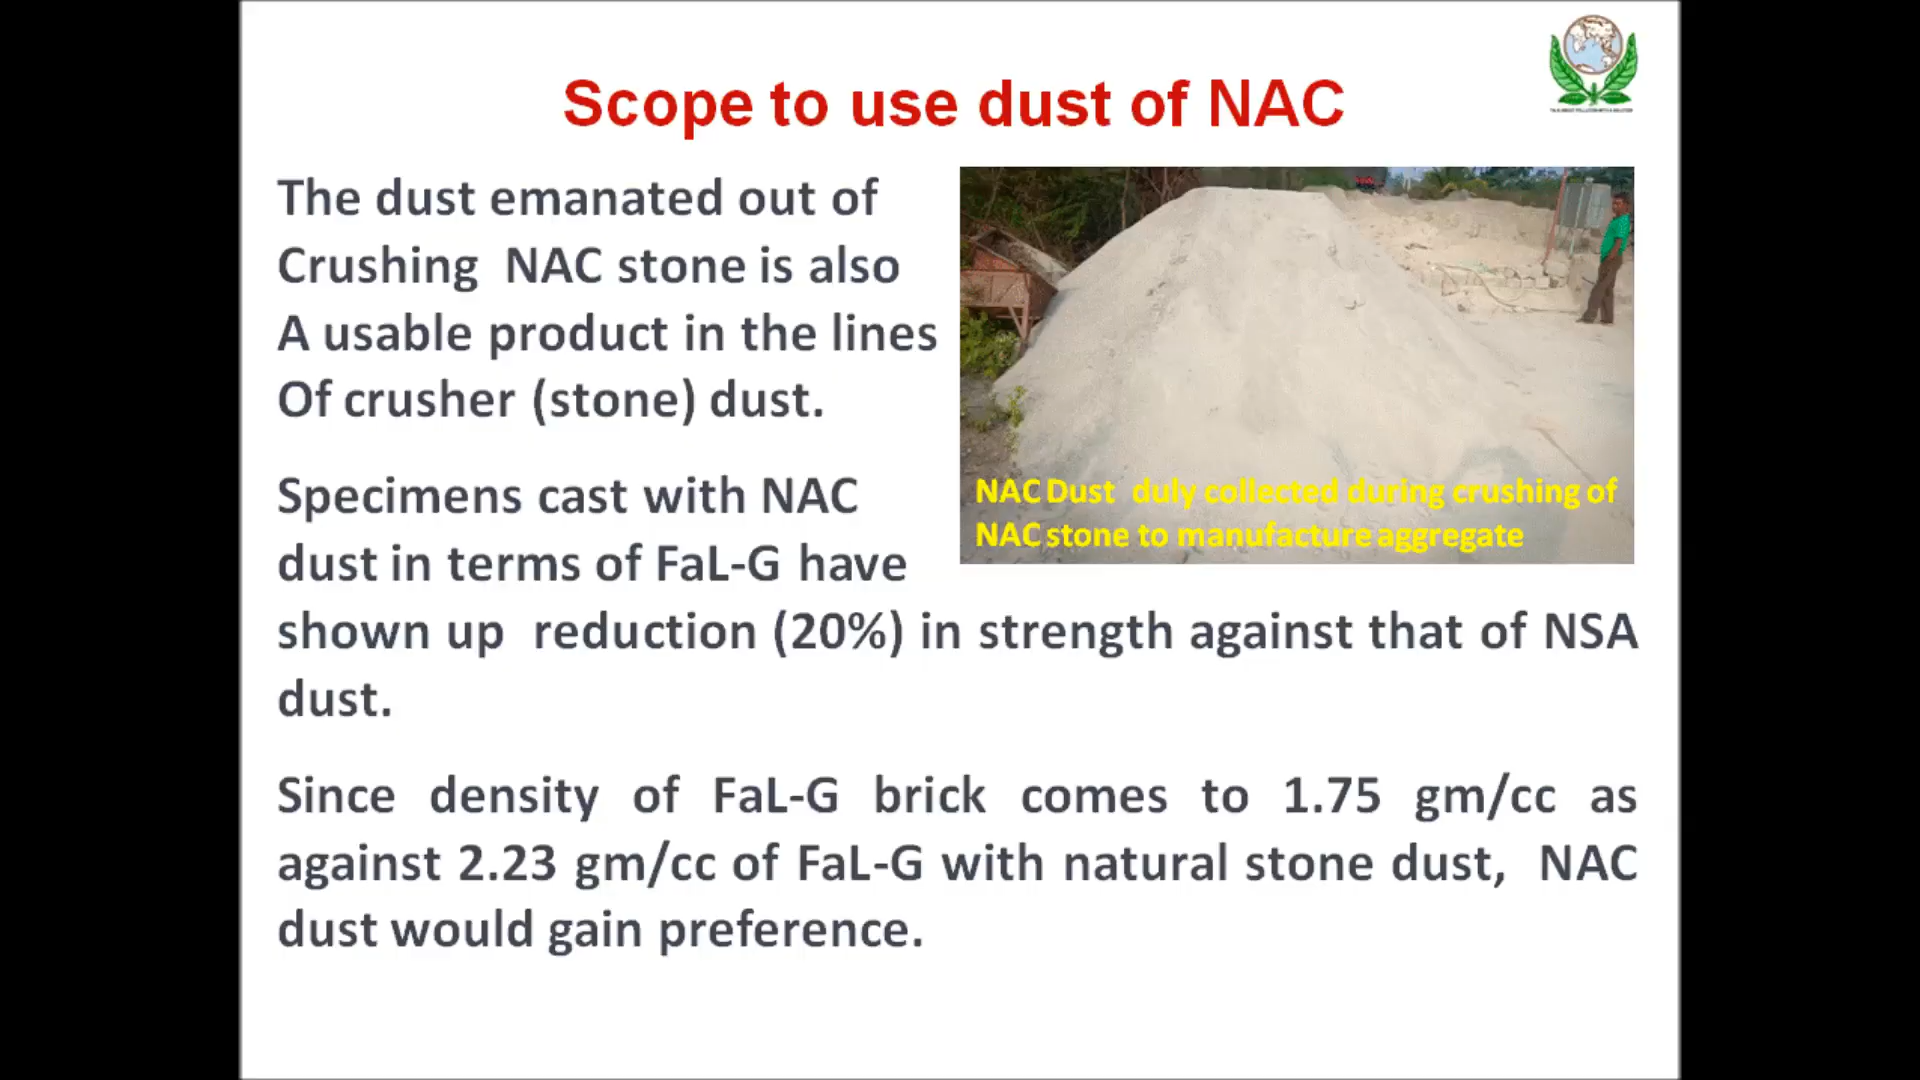 Scope to use dust of NAC
The dust emanated out of
Crushing NAC stone is also
A usable product in the lines
Of crusher (stone) dust.
NAC Dust duly collected during crushing of
NAC stone to manufacture aggregate
Specimens cast with NAC
dust in terms of FaL-G have
shown up reduction (20%) in strength against that of NSA
dust.
Since density of FaL-G brick comes to 1.75 gm/cc as
against 2.23 gm/cc of FaL-G with natural stone dust, NAC
dust would gain preference.